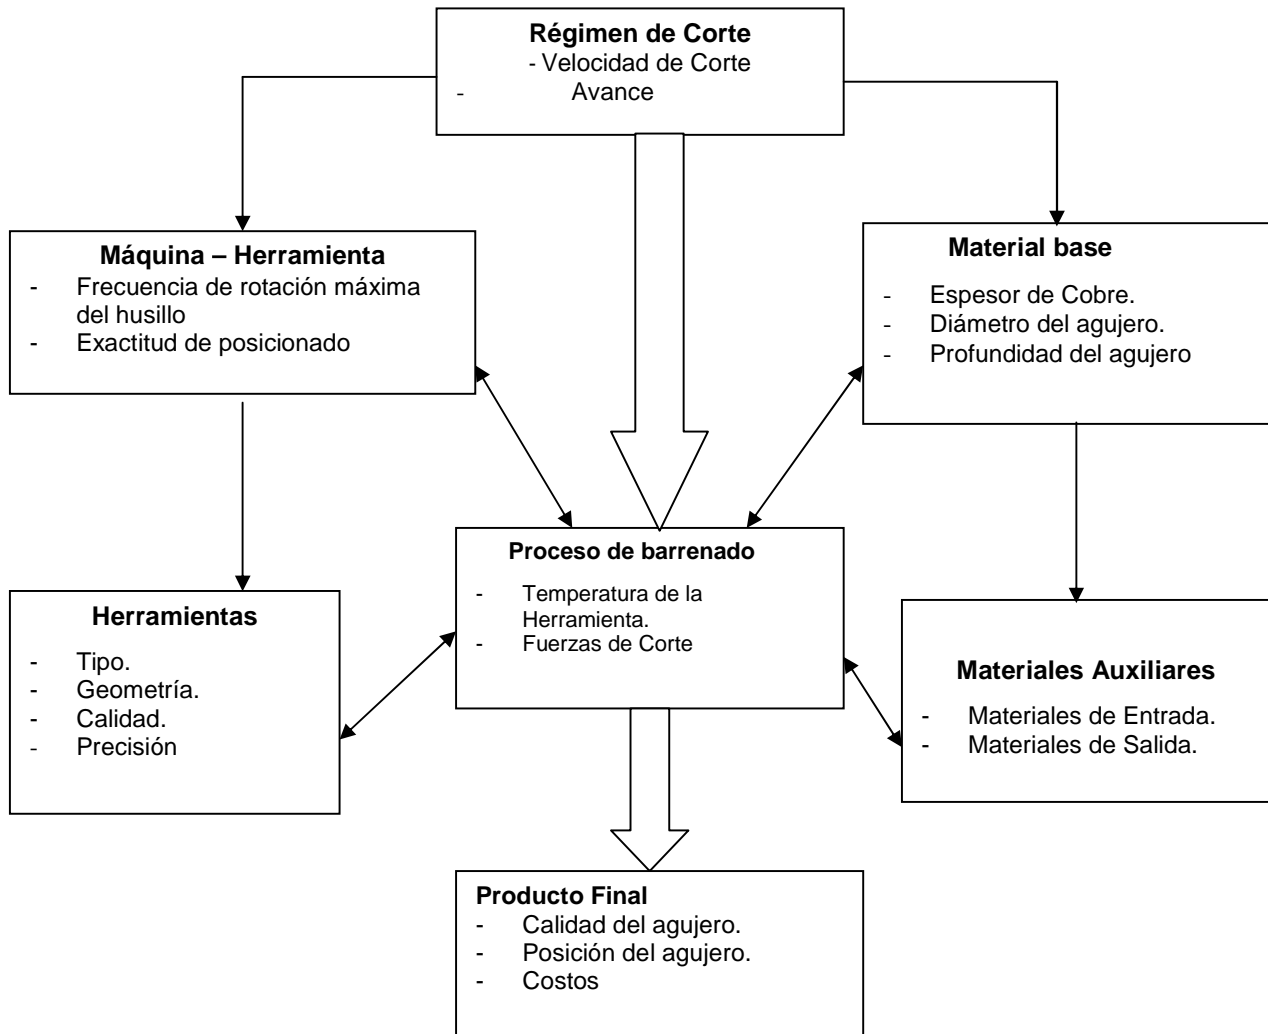 Régimen de Corte
- Velocidad de Corte
- Avance
Máquina – Herramienta
- Frecuencia de rotación máxima
del husillo
- Exactitud de posicionado
Material base
- Espesor de Cobre.
- Diámetro del agujero.
- Profundidad del agujero
Proceso de barrenado
- Temperatura de la
Herramienta.
- Fuerzas de Corte
Herramientas
- Tipo.
- Geometría.
- Calidad.
- Precisión
Materiales Auxiliares
- Materiales de Entrada.
- Materiales de Salida.
Producto Final
- Calidad del agujero.
- Posición del agujero.
- Costos